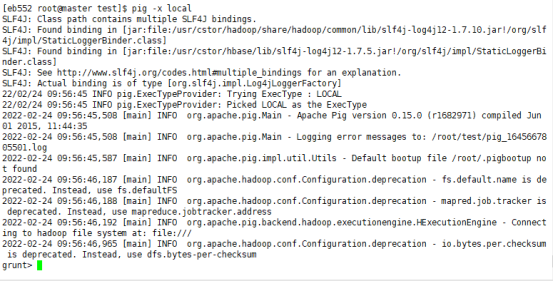 [eb552 root@master test]$ pig -x local
SLF4J: Class path contains multiple SLF4J bindings.
SLF4J: Found binding in [jar:file:/usr/cstor/hadoop/share/hadoop/common/lib/slf4j-log4j12-1.7.10.jar!/org/slf
4j/impl/StaticLoggerBinder.class]
SLF4J: Found binding in [jar:file:/usr/cstor/hbase/lib/slf4j-log4j12-1.7.5.jar!/org/slf4j/impl/StaticLoggerBi
nder.class]
SLF4J: See http://www.slf4j.org/codes.html#multiple_bindings for an explanation.
SLF4J: Actual binding is of type [org.slf4j.impl.Log4jLoggerFactory]
22/02/24 09:56:45 INFO pig.ExecTypeProvider: Trying ExecType : LOCAL
22/02/24 09:56:45 INFO pig.ExecTypeProvider: Picked LOCAL as the ExecType
2022-02-24 09:56:45,508 [main] INFO  org.apache.pig.Main - Apache Pig version 0.15.0 (r1682971) compiled Jun
01 2015, 11:44:35
2022-02-24 09:56:45,508 [main] INFO  org.apache.pig.Main - Logging error messages to: /root/test/pig_16456678
05501.log
2022-02-24 09:56:45,587 [main] INFO  org.apache.pig.impl.util.Utils - Default bootup file /root/.pigbootup no
t found
2022-02-24 09:56:46,187 [main] INFO  org.apache.hadoop.conf.Configuration.deprecation - fs.default.name is de
precated. Instead, use fs.defaultFS
2022-02-24 09:56:46,188 [main] INFO  org.apache.hadoop.conf.Configuration.deprecation - mapred.job.tracker is
 deprecated. Instead, use mapreduce.jobtracker.address
2022-02-24 09:56:46,192 [main] INFO  org.apache.pig.backend.hadoop.executionengine.HExecutionEngine - Connect
ing to hadoop file system at: file:///
2022-02-24 09:56:46,965 [main] INFO  org.apache.hadoop.conf.Configuration.deprecation - io.bytes.per.checksum
 is deprecated. Instead, use dfs.bytes-per-checksum
grunt>